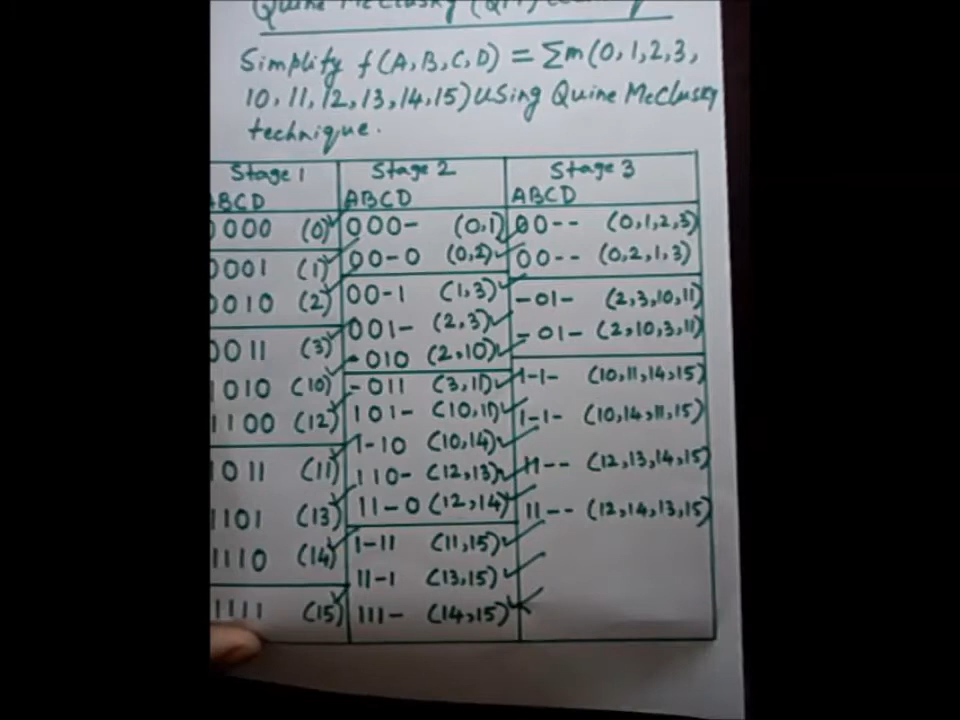 Quine McClusky (QM)
Simplify f(A,B,C,D) = Σm(0,1,2,3,
10,11,12,13,14,15) using Quine McClusky
technique.
Stage 1 Stage 2 Stage 3
ABCD ABCD ABCD
0000 (0)✓ 000- (0,1)✓ 00-- (0,1,2,3)
0001 (1)✓ 00-0 (0,2)✓ 00-- (0,2,1,3)
0010 (2)✓ 00-1 (1,3)✓ -01- (2,3,10,11)
0011 (3)✓ 001- (2,3)✓ -01- (2,10,3,11)
1010 (10)✓ -010 (2,10)✓ 1-1- (10,11,14,15)
1100 (12)✓ -011 (3,11)✓ 1-1- (10,14,11,15)
1011 (11)✓ 101- (10,11)✓ 11-- (12,13,14,15)
1101 (13)✓ 1-10 (10,14)✓ 11-- (12,14,13,15)
1110 (14)✓ 110- (12,13)✓
1111 (15)✓ 11-0 (12,14)✓
1-11 (11,15)✓
11-1 (13,15)✓
111- (14,15)✓